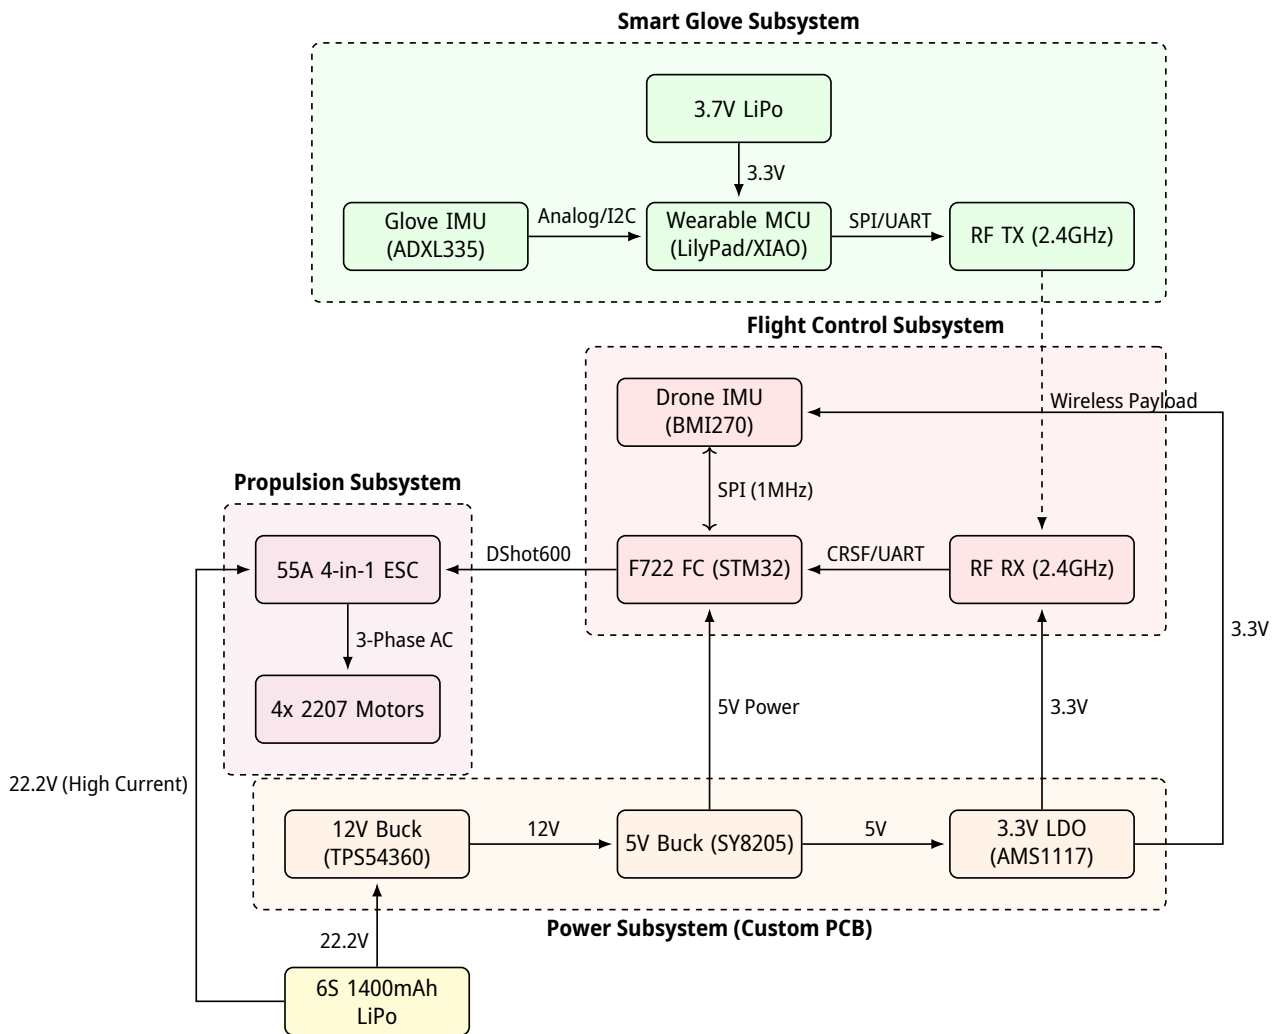 Smart Glove Subsystem
3.7V LiPo
3.3V
Glove IMU
(ADXL335)
Analog/I2C
Wearable MCU
(LilyPad/XIAO)
SPI/UART
RF TX (2.4GHz)
Flight Control Subsystem
Drone IMU
(BMI270)
Wireless Payload
SPI (1MHz)
Propulsion Subsystem
55A 4-in-1 ESC
DShot600
F722 FC (STM32)
CRSF/UART
RF RX (2.4GHz)
3-Phase AC
3.3V
4x 2207 Motors
5V Power
3.3V
22.2V (High Current)
12V Buck
(TPS54360)
12V
5V Buck (SY8205)
5V
3.3V LDO
(AMS1117)
Power Subsystem (Custom PCB)
22.2V
6S 1400mAh
LiPo